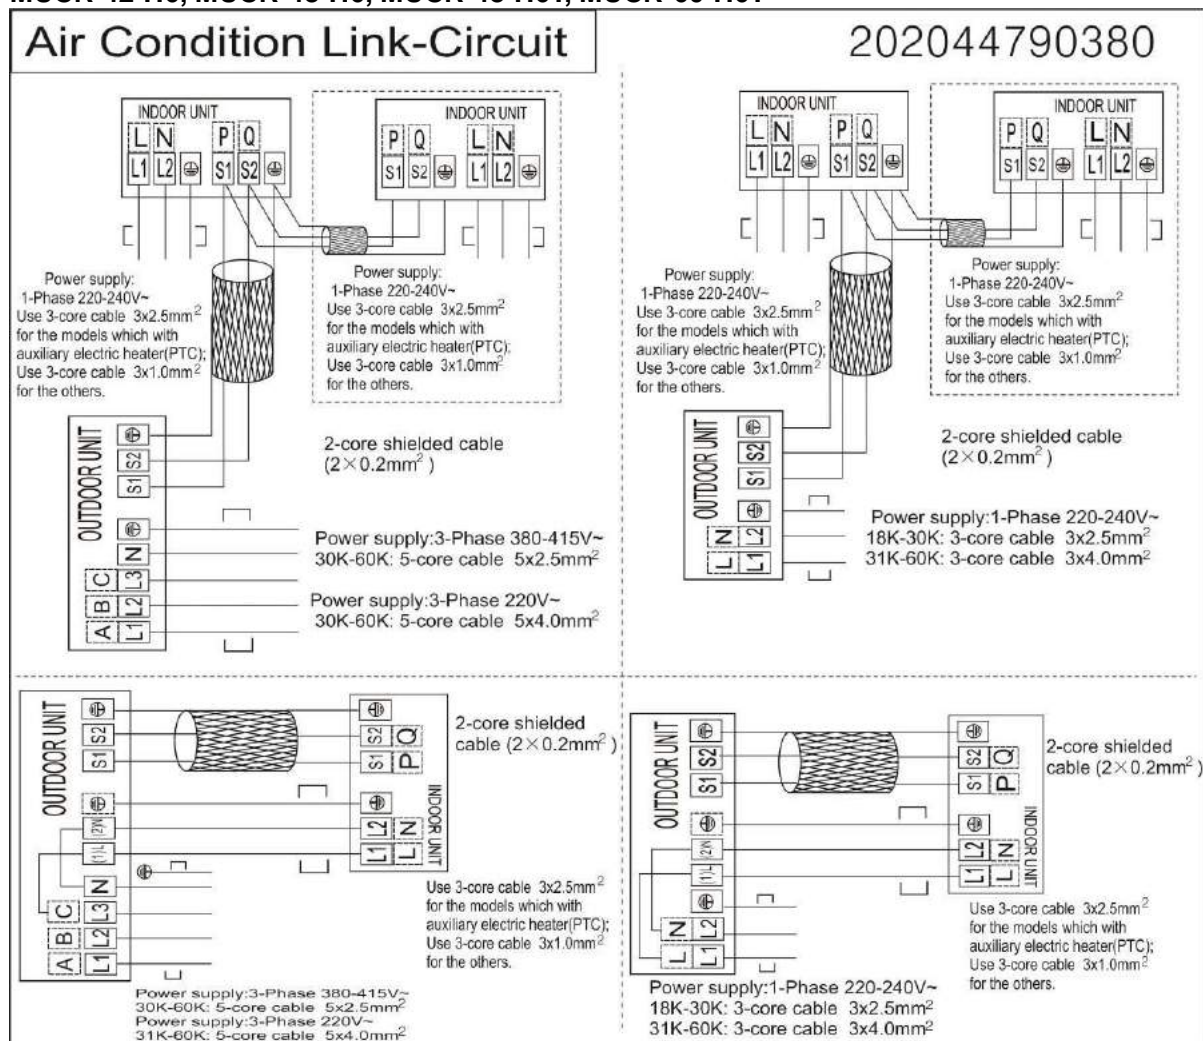 Air Condition Link-Circuit
202044790380
INDOOR UNIT
L N P Q
L1 L2 S1 S2
INDOOR UNIT
P Q L N
S1 S2 L1 L2
Power supply:
1-Phase 220-240V~
Use 3-core cable 3x2.5mm²
for the models which with
auxiliary electric heater(PTC);
Use 3-core cable 3x1.0mm²
for the others.
Power supply:
1-Phase 220-240V~
Use 3-core cable 3x2.5mm²
for the models which with
auxiliary electric heater(PTC);
Use 3-core cable 3x1.0mm²
for the others.
OUTDOOR UNIT
S2
S1
N
C L3
B L2
A L1
2-core shielded cable
(2×0.2mm²)
Power supply:3-Phase 380-415V~
30K-60K: 5-core cable 5x2.5mm²
Power supply:3-Phase 220V~
30K-60K: 5-core cable 5x4.0mm²
INDOOR UNIT
L N P Q
L1 L2 S1 S2
INDOOR UNIT
P Q L N
S1 S2 L1 L2
Power supply:
1-Phase 220-240V~
Use 3-core cable 3x2.5mm²
for the models which with
auxiliary electric heater(PTC);
Use 3-core cable 3x1.0mm²
for the others.
Power supply:
1-Phase 220-240V~
Use 3-core cable 3x2.5mm²
for the models which with
auxiliary electric heater(PTC);
Use 3-core cable 3x1.0mm²
for the others.
OUTDOOR UNIT
S2
S1
N L2
L L1
2-core shielded cable
(2×0.2mm²)
Power supply:1-Phase 220-240V~
18K-30K: 3-core cable 3x2.5mm²
31K-60K: 3-core cable 3x4.0mm²
OUTDOOR UNIT
S2
S1
(1)L
N
C L3
B L2
A L1
S2 Q
S1 P
L2 N
L1 L
INDOOR UNIT
2-core shielded
cable (2×0.2mm²)
Use 3-core cable 3x2.5mm²
for the models which with
auxiliary electric heater(PTC);
Use 3-core cable 3x1.0mm²
for the others.
Power supply:3-Phase 380-415V~
30K-60K: 5-core cable 5x2.5mm²
Power supply:3-Phase 220V~
31K-60K: 5-core cable 5x4.0mm²
OUTDOOR UNIT
S2
S1
(1)L
N L2
L L1
S2 Q
S1 P
L2 N
L1 L
INDOOR UNIT
2-core shielded
cable (2×0.2mm²)
Use 3-core cable 3x2.5mm²
for the models which with
auxiliary electric heater(PTC);
Use 3-core cable 3x1.0mm²
for the others.
Power supply:1-Phase 220-240V~
18K-30K: 3-core cable 3x2.5mm²
31K-60K: 3-core cable 3x4.0mm²